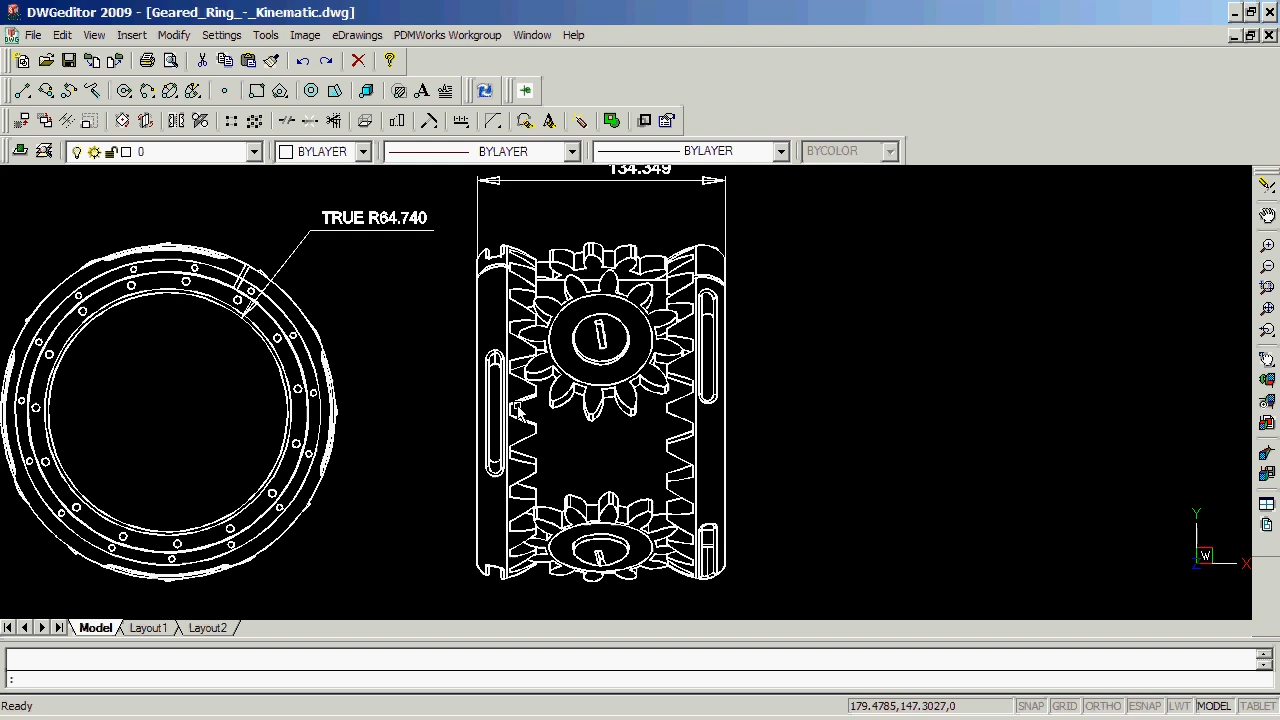 DWGeditor 2009 - [Geared_Ring_-_Kinematic.dwg]
File Edit View Insert Modify Settings Tools Image eDrawings PDMWorks Workgroup Window Help
0 BYLAYER BYLAYER BYLAYER BYCOLOR
134.349
TRUE R64.740
Y
W
Z X
Model Layout1 Layout2
:
Ready 179.4785,147.3027,0 SNAP GRID ORTHO ESNAP LWT MODEL TABLET